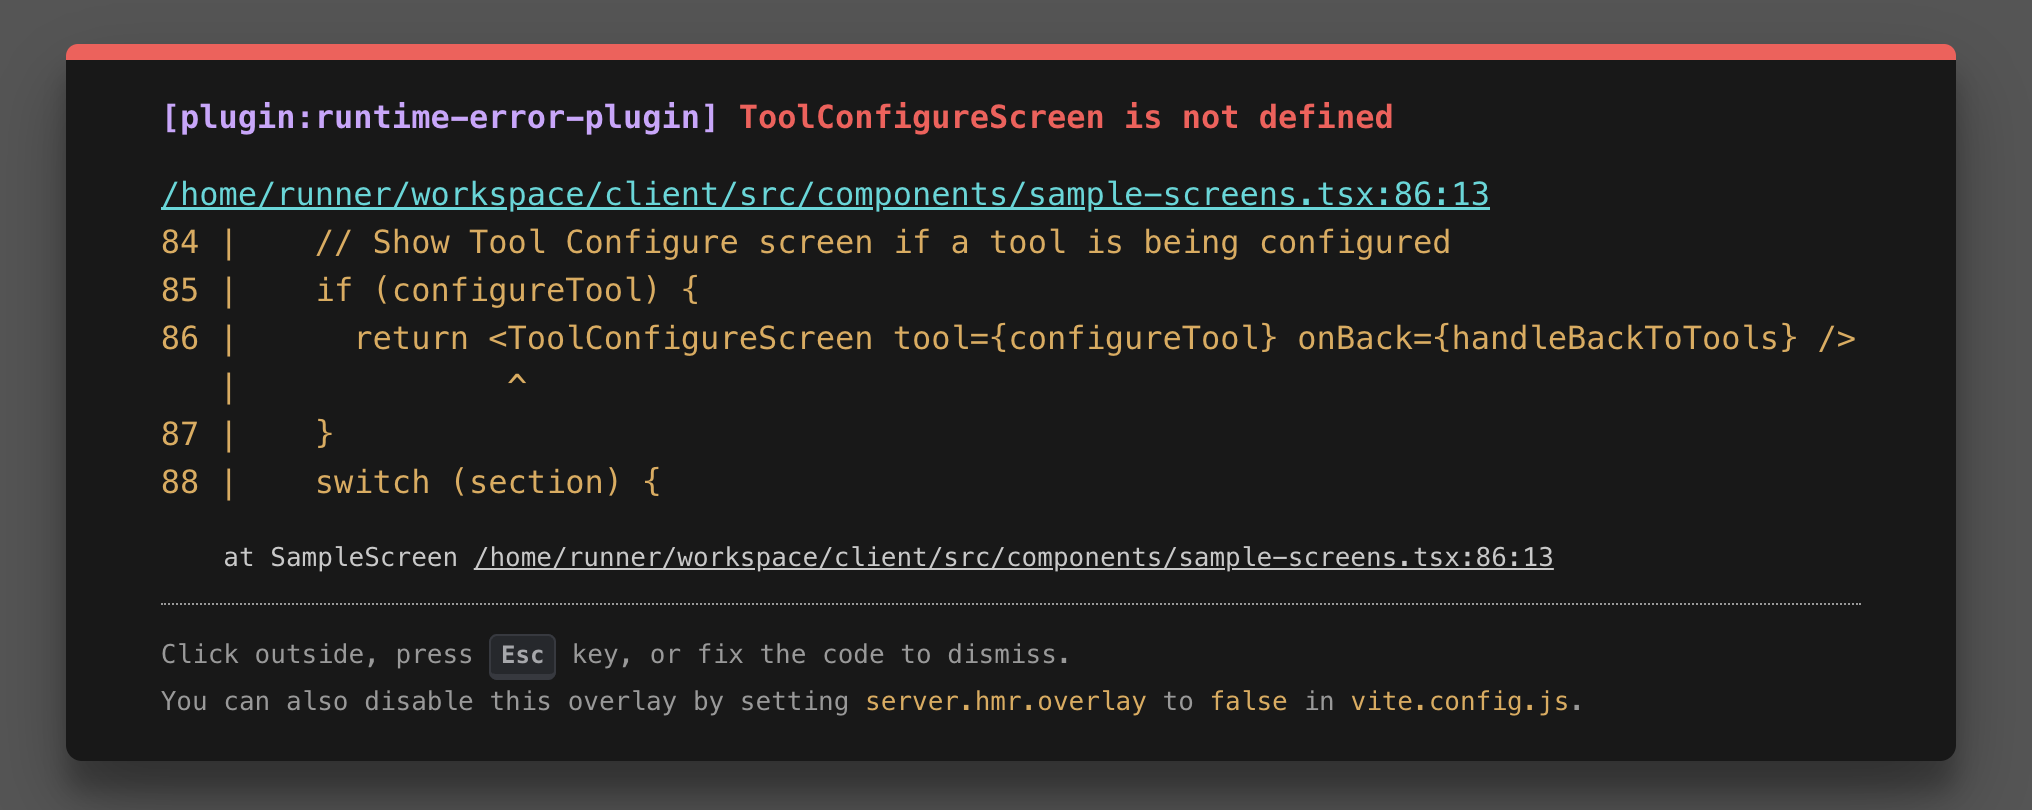 [plugin:runtime-error-plugin] ToolConfigureScreen is not defined
/home/runner/workspace/client/src/components/sample-screens.tsx:86:13
84 |    // Show Tool Configure screen if a tool is being configured
85 |    if (configureTool) {
86 |      return <ToolConfigureScreen tool={configureTool} onBack={handleBackToTools} />
   |              ^
87 |    }
88 |    switch (section) {
    at SampleScreen /home/runner/workspace/client/src/components/sample-screens.tsx:86:13
Click outside, press Esc key, or fix the code to dismiss.
You can also disable this overlay by setting server.hmr.overlay to false in vite.config.js.